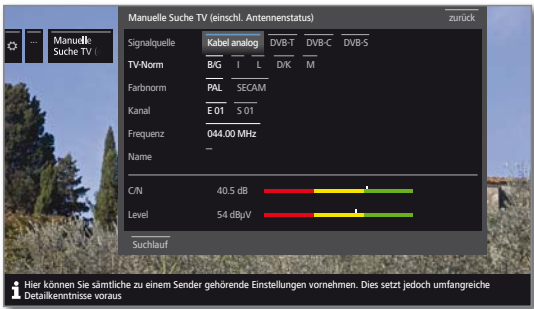 Manuelle Suche TV (einschl. Antennenstatus) zurück
...
Manuelle
Suche TV (
Signalquelle Kabel analog DVB-T DVB-C DVB-S
TV-Norm B/G I L D/K M
Farbnorm PAL SECAM
Kanal E 01 S 01
Frequenz 044.00 MHz
Name –
C/N 40.5 dB
Level 54 dBµV
Suchlauf
Hier können Sie sämtliche zu einem Sender gehörende Einstellungen vornehmen. Dies setzt jedoch umfangreiche
Detailkenntnisse voraus